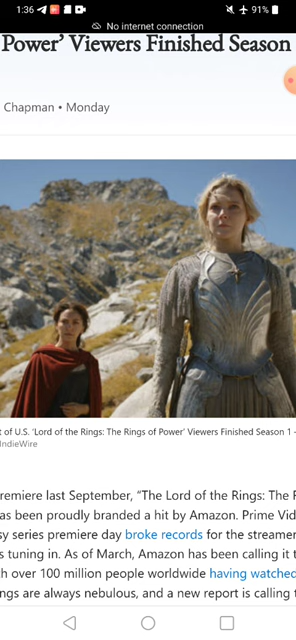 1:36
91%
No internet connection
Power’ Viewers Finished Season
Chapman • Monday
t of U.S. ‘Lord of the Rings: The Rings of Power’ Viewers Finished Season 1 -
IndieWire
remiere last September, “The Lord of the Rings: The R
as been proudly branded a hit by Amazon. Prime Vid
sy series premiere day broke records for the streamer
s tuning in. As of March, Amazon has been calling it t
h over 100 million people worldwide having watched
ngs are always nebulous, and a new report is calling t